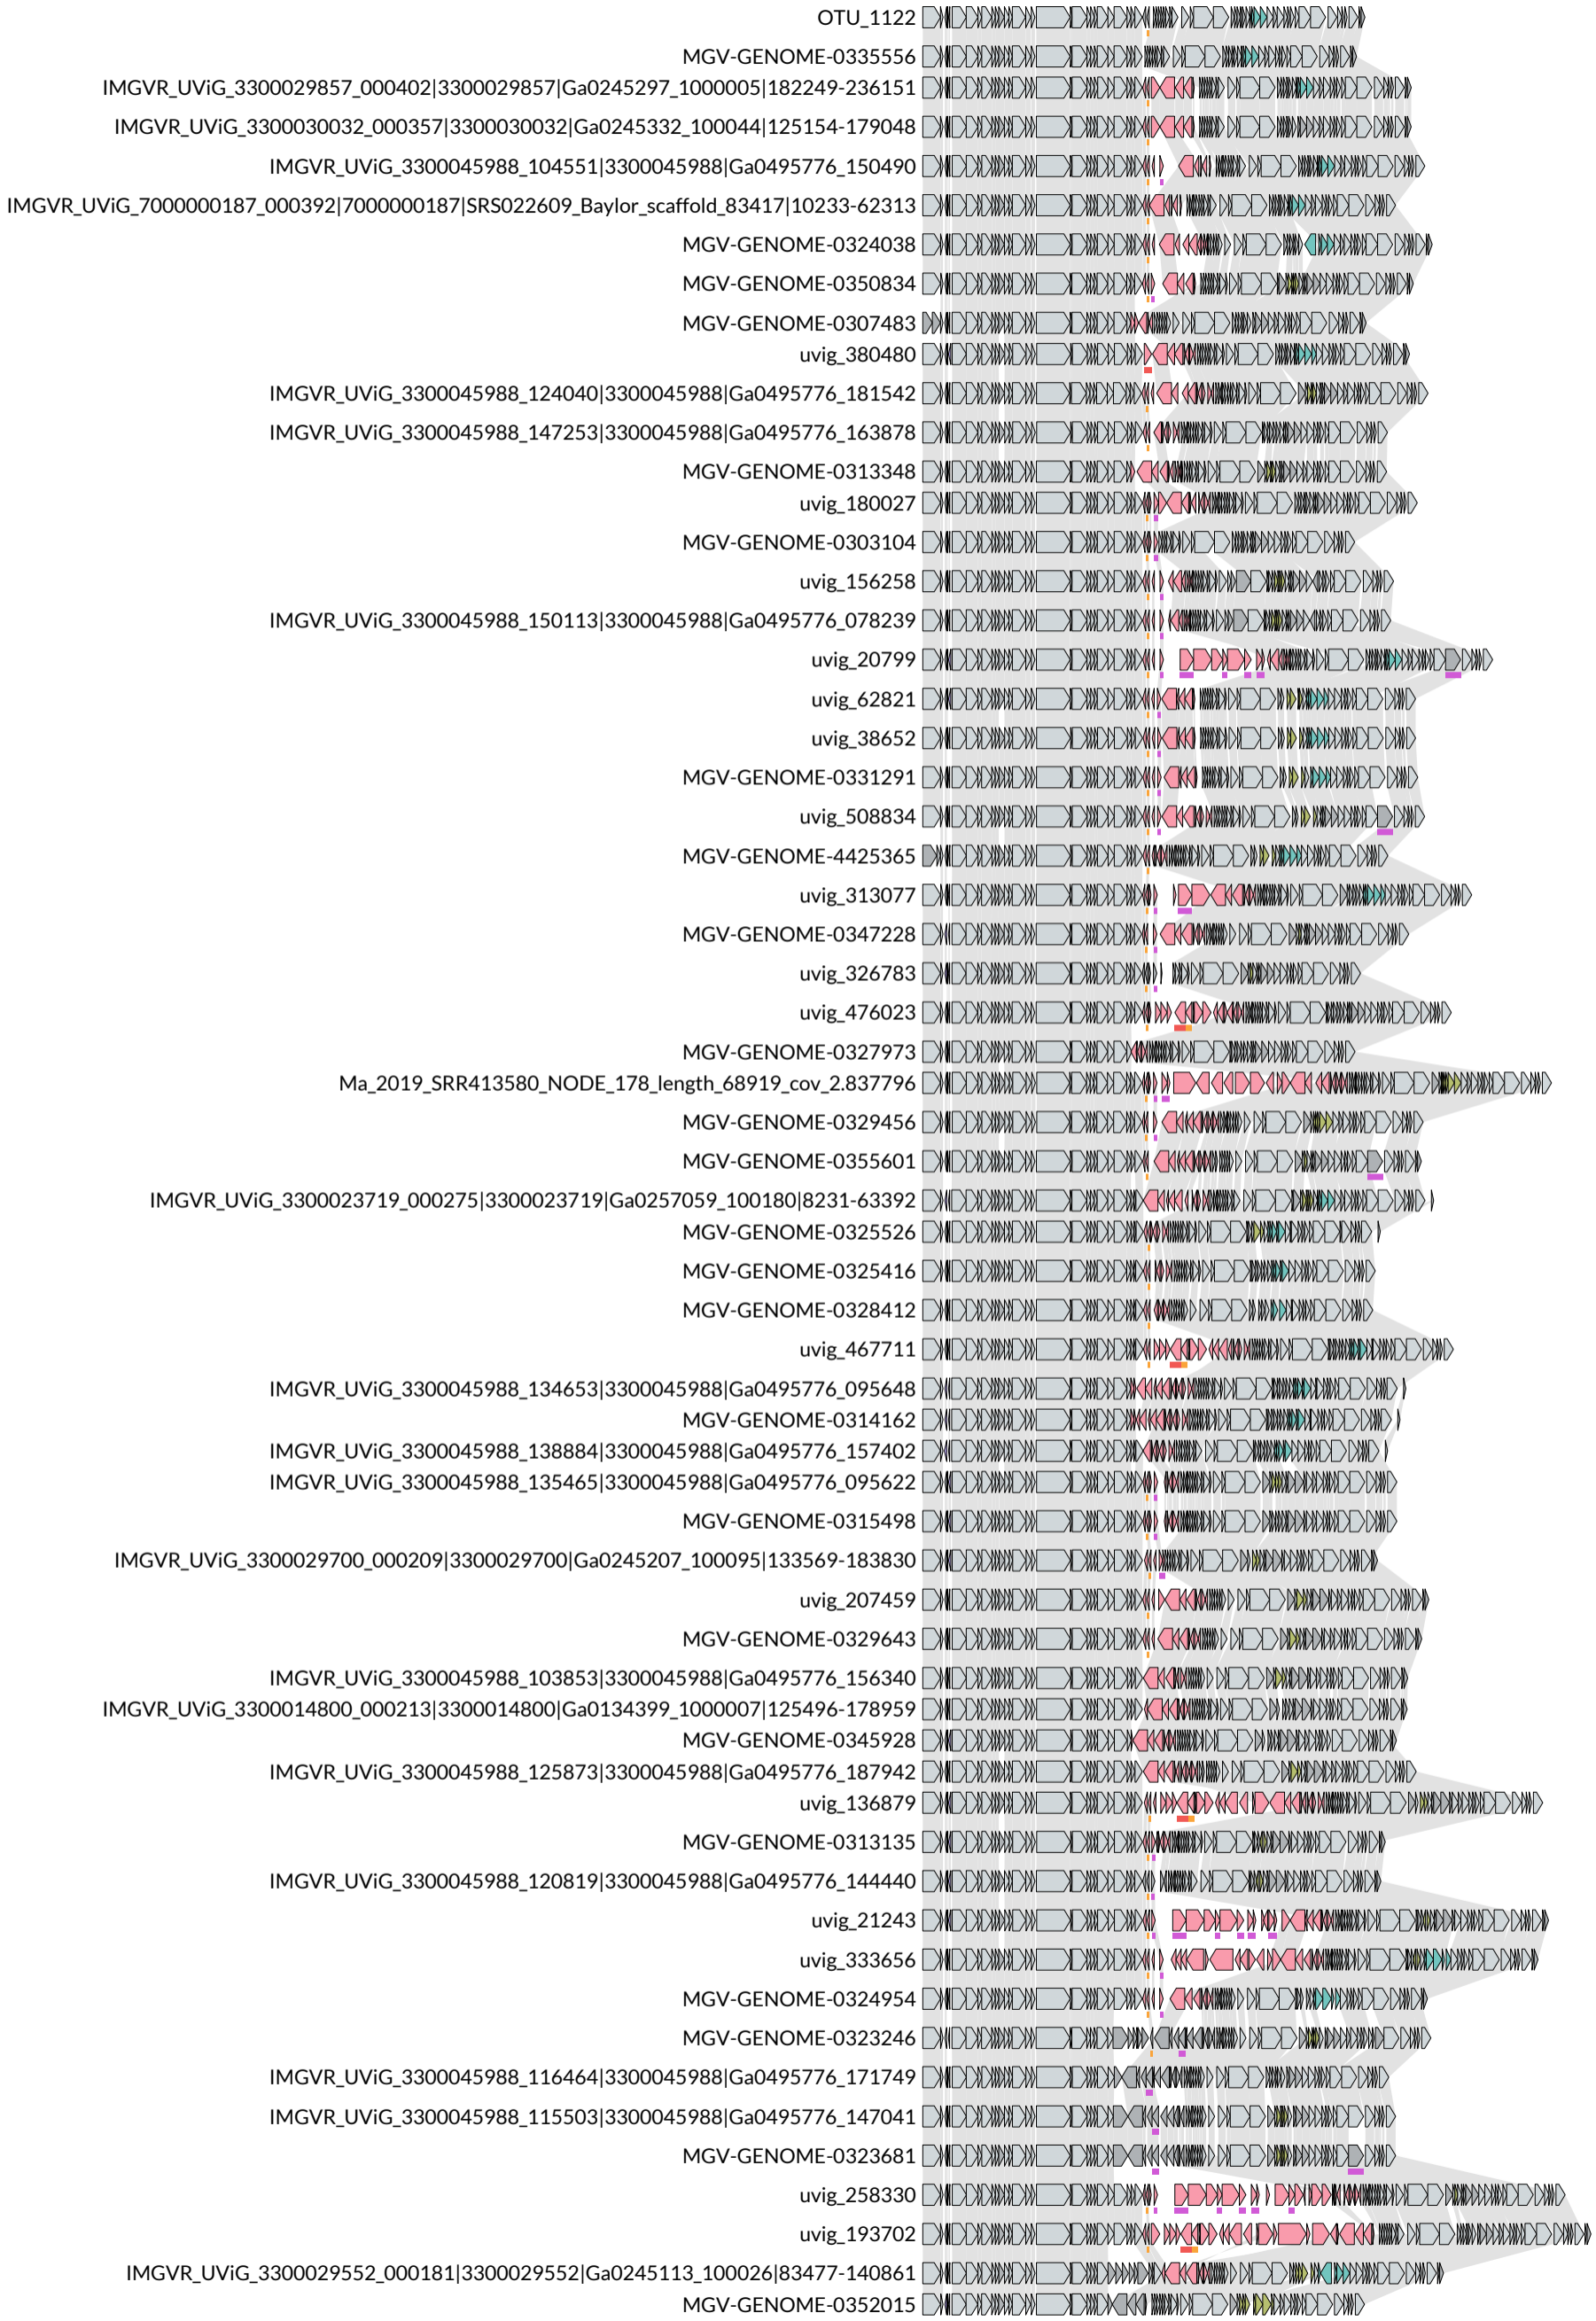 OTU_1122
MGV-GENOME-0335556
IMGVR_UViG_3300029857_000402|3300029857|Ga0245297_1000005|182249-236151
IMGVR_UViG_3300030032_000357|3300030032|Ga0245332_100044|125154-179048
IMGVR_UViG_3300045988_104551|3300045988|Ga0495776_150490
IMGVR_UViG_7000000187_000392|7000000187|SRS022609_Baylor_scaffold_83417|10233-62313
MGV-GENOME-0324038
MGV-GENOME-0350834
MGV-GENOME-0307483
uvig_380480
IMGVR_UViG_3300045988_124040|3300045988|Ga0495776_181542
IMGVR_UViG_3300045988_147253|3300045988|Ga0495776_163878
MGV-GENOME-0313348
uvig_180027
MGV-GENOME-0303104
uvig_156258
IMGVR_UViG_3300045988_150113|3300045988|Ga0495776_078239
uvig_20799
uvig_62821
uvig_38652
MGV-GENOME-0331291
uvig_508834
MGV-GENOME-4425365
uvig_313077
MGV-GENOME-0347228
uvig_326783
uvig_476023
MGV-GENOME-0327973
Ma_2019_SRR413580_NODE_178_length_68919_cov_2.837796
MGV-GENOME-0329456
MGV-GENOME-0355601
IMGVR_UViG_3300023719_000275|3300023719|Ga0257059_100180|8231-63392
MGV-GENOME-0325526
MGV-GENOME-0325416
MGV-GENOME-0328412
uvig_467711
IMGVR_UViG_3300045988_134653|3300045988|Ga0495776_095648
MGV-GENOME-0314162
IMGVR_UViG_3300045988_138884|3300045988|Ga0495776_157402
IMGVR_UViG_3300045988_135465|3300045988|Ga0495776_095622
MGV-GENOME-0315498
IMGVR_UViG_3300029700_000209|3300029700|Ga0245207_100095|133569-183830
uvig_207459
MGV-GENOME-0329643
IMGVR_UViG_3300045988_103853|3300045988|Ga0495776_156340
IMGVR_UViG_3300014800_000213|3300014800|Ga0134399_1000007|125496-178959
MGV-GENOME-0345928
IMGVR_UViG_3300045988_125873|3300045988|Ga0495776_187942
uvig_136879
MGV-GENOME-0313135
IMGVR_UViG_3300045988_120819|3300045988|Ga0495776_144440
uvig_21243
uvig_333656
MGV-GENOME-0324954
MGV-GENOME-0323246
IMGVR_UViG_3300045988_116464|3300045988|Ga0495776_171749
IMGVR_UViG_3300045988_115503|3300045988|Ga0495776_147041
MGV-GENOME-0323681
uvig_258330
uvig_193702
IMGVR_UViG_3300029552_000181|3300029552|Ga0245113_100026|83477-140861
MGV-GENOME-0352015